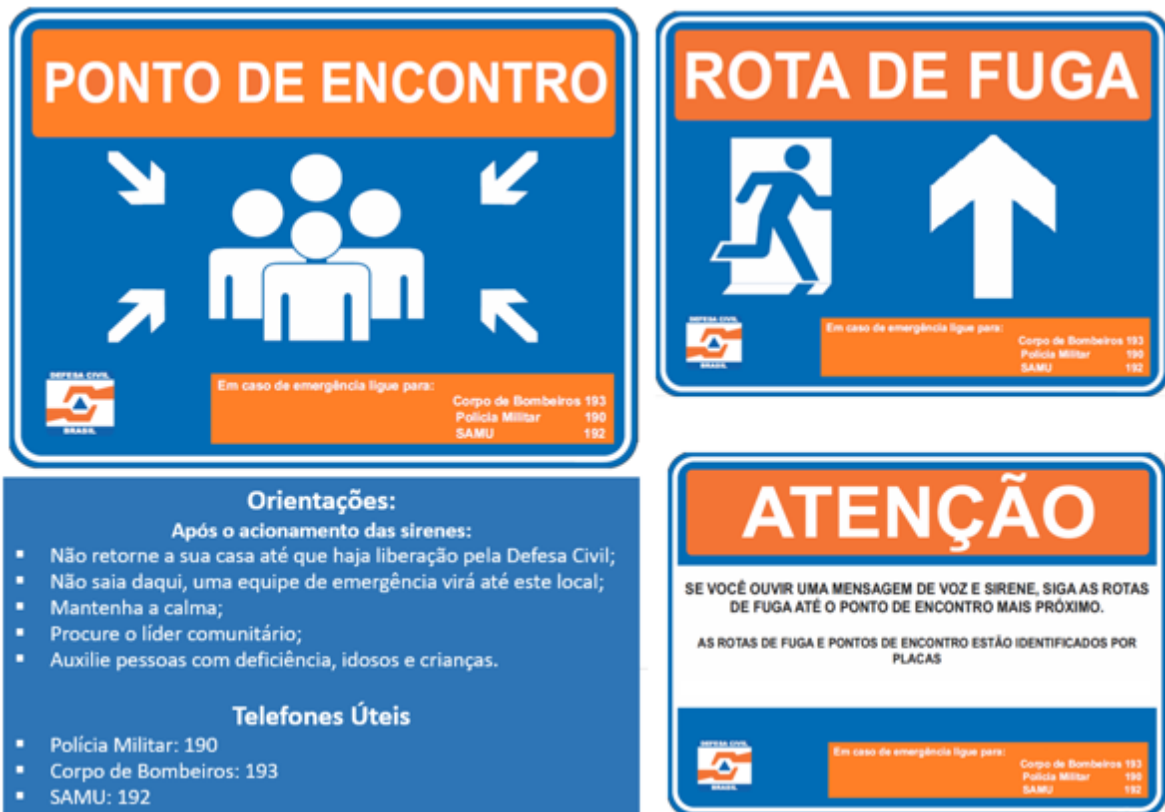 PONTO DE ENCONTRO
DEFESA CIVIL
BRASIL
Em caso de emergência ligue para:
Corpo de Bombeiros 193
Polícia Militar 190
SAMU 192
ROTA DE FUGA
DEFESA CIVIL
BRASIL
Em caso de emergência ligue para:
Corpo de Bombeiros 193
Polícia Militar 190
SAMU 192
Orientações:
Após o acionamento das sirenes:
▪ Não retorne a sua casa até que haja liberação pela Defesa Civil;
▪ Não saia daqui, uma equipe de emergência virá até este local;
▪ Mantenha a calma;
▪ Procure o líder comunitário;
▪ Auxilie pessoas com deficiência, idosos e crianças.
Telefones Úteis
▪ Polícia Militar: 190
▪ Corpo de Bombeiros: 193
▪ SAMU: 192
ATENÇÃO
SE VOCÊ OUVIR UMA MENSAGEM DE VOZ E SIRENE, SIGA AS ROTAS
DE FUGA ATÉ O PONTO DE ENCONTRO MAIS PRÓXIMO.
AS ROTAS DE FUGA E PONTOS DE ENCONTRO ESTÃO IDENTIFICADOS POR
PLACAS
DEFESA CIVIL
BRASIL
Em caso de emergência ligue para:
Corpo de Bombeiros 193
Polícia Militar 190
SAMU 192